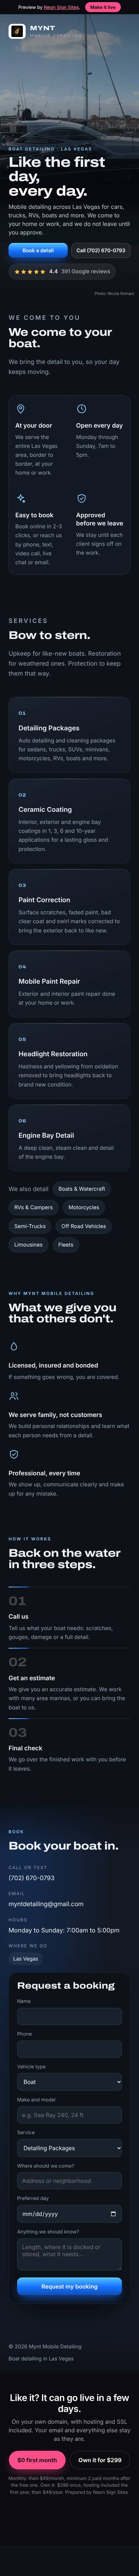 Preview by Neon Sign Sites. Make it live
MYNT
BOAT DETAILING · LAS VEGAS
Like the first
day,
every day.
Mobile detailing across Las Vegas for cars,
trucks, RVs, boats and more. We come to
your home or work, and we do not leave until
you approve.
Book a detail
Call (702) 670-0793
★★★★★ 4.4 391 Google reviews
Photo: Nicola Romani
WE COME TO YOU
We come to your
boat.
We bring the detail to you, so your day
keeps moving.
At your door
We serve the
entire Las Vegas
area, border to
border, at your
home or work.
Open every day
Monday through
Sunday, 7am to
5pm.
Easy to book
Book online in 2-3
clicks, or reach us
by phone, text,
video call, live
chat or email.
Approved
before we leave
We stay until each
client signs off on
the work.
SERVICES
Bow to stern.
Upkeep for like-new boats. Restoration
for weathered ones. Protection to keep
them that way.
01
Detailing Packages
Auto detailing and cleaning packages
for sedans, trucks, SUVs, minivans,
motorcycles, RVs, boats and more.
02
Ceramic Coating
Interior, exterior and engine bay
coatings in 1, 3, 6 and 10-year
applications for a lasting gloss and
protection.
03
Paint Correction
Surface scratches, faded paint, bad
clear coat and swirl marks corrected to
bring the exterior back to like new.
04
Mobile Paint Repair
Exterior and interior paint repair done
at your home or work.
05
Headlight Restoration
Haziness and yellowing from oxidation
removed to bring headlights back to
brand new condition.
06
Engine Bay Detail
A deep clean, steam clean and detail
of the engine bay.
We also detail
Boats & Watercraft
RVs & Campers
Motorcycles
Semi-Trucks
Off Road Vehicles
Limousines
Fleets
WHY MYNT MOBILE DETAILING
What we give you
that others don't.
Licensed, insured and bonded
If something goes wrong, you are covered.
We serve family, not customers
We build personal relationships and learn what
each person needs from a detail.
Professional, every time
We show up, communicate clearly and make
up for any mistake.
HOW IT WORKS
Back on the water
in three steps.
01
Call us
Tell us what your boat needs: scratches,
gouges, damage or a full detail.
02
Get an estimate
We give you an accurate estimate. We work
with many area marinas, or you can bring the
boat to us.
03
Final check
We go over the finished work with you before
it leaves.
BOOK
Book your boat in.
CALL OR TEXT
(702) 670-0793
EMAIL
myntdetailing@gmail.com
HOURS
Monday to Sunday: 7:00am to 5:00pm
WHERE WE GO
Las Vegas
Request a booking
Name
Phone
Vehicle type
Boat
Make and model
e.g. Sea Ray 240, 24 ft
Service
Detailing Packages
Where should we come?
Address or neighborhood
Preferred day
mm/dd/yyyy
Anything we should know?
Length, where it is docked or
stored, what it needs...
Request my booking
© 2026 Mynt Mobile Detailing
Boat detailing in Las Vegas
Like it? It can go live in a few
days.
On your own domain, with hosting and SSL
included. Your email and everything else stay
as they are.
$0 first month
Own it for $299
Monthly: then $49/month, minimum 2 paid months after
the free one. Own it: $299 once, hosting included the
first year, then $99/year. Prepared by Neon Sign Sites.